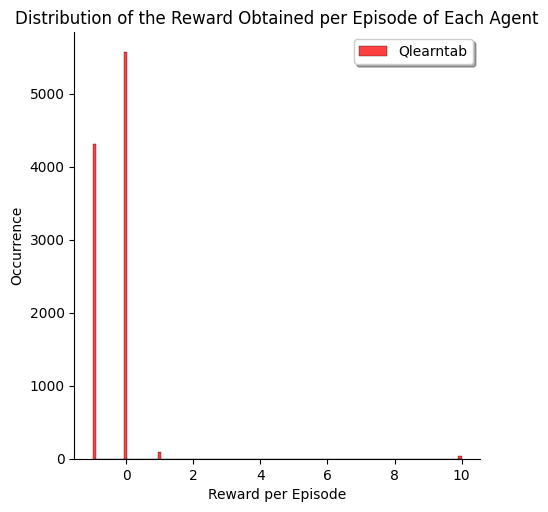 Distribution of the Reward Obtained per Episode of Each Agent
Qlearntab
5000
4000
3000
2000
1000
0
Occurrence
0 2 4 6 8 10
Reward per Episode